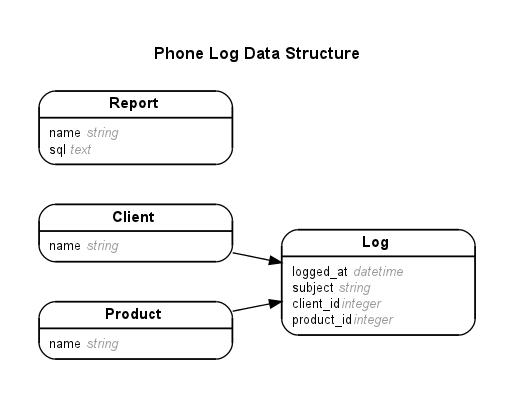 Phone Log Data Structure
Report
name string
sql text
Client
name string
Log
logged_at datetime
subject string
client_id integer
product_id integer
Product
name string